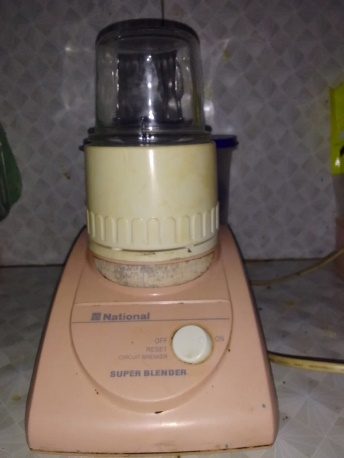 National
OFF
ON
RESET
CIRCUIT BREAKER
SUPER BLENDER